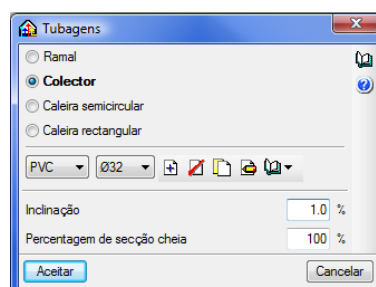 Tubagens
Ramal
Colector
Caleira semicircular
Caleira rectangular
PVC Ø32
Inclinação 1.0 %
Percentagem de secção cheia 100 %
Aceitar Cancelar